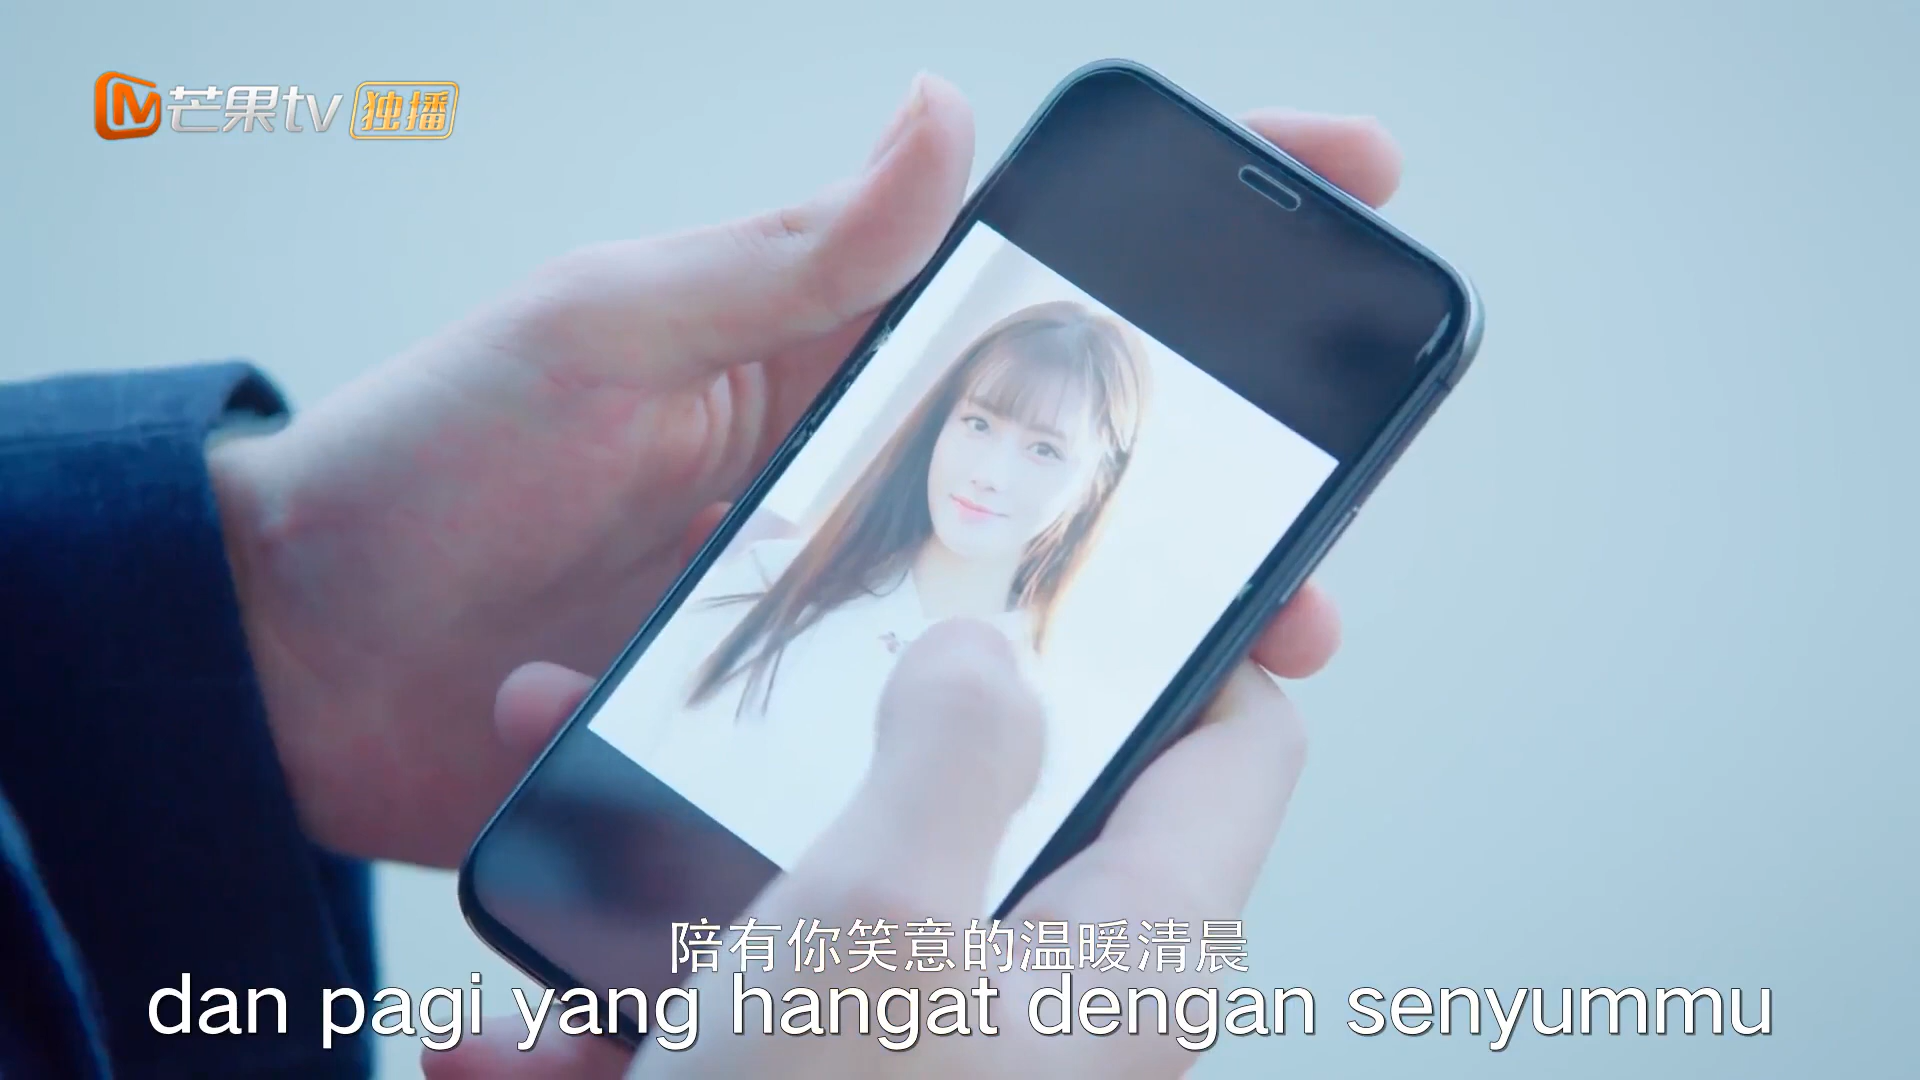 芒果tv 独播
陪有你笑意的温暖清晨
dan pagi yang hangat dengan senyummu